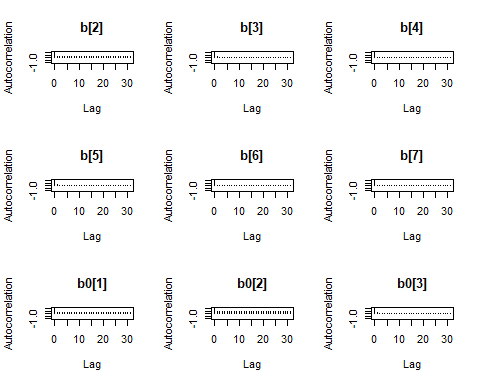 b[2] b[3] b[4]
Autocorrelation Autocorrelation Autocorrelation
-1.0 -1.0 -1.0
0 10 20 30 0 10 20 30 0 10 20 30
Lag Lag Lag
b[5] b[6] b[7]
Autocorrelation Autocorrelation Autocorrelation
-1.0 -1.0 -1.0
0 10 20 30 0 10 20 30 0 10 20 30
Lag Lag Lag
b0[1] b0[2] b0[3]
Autocorrelation Autocorrelation Autocorrelation
-1.0 -1.0 -1.0
0 10 20 30 0 10 20 30 0 10 20 30
Lag Lag Lag